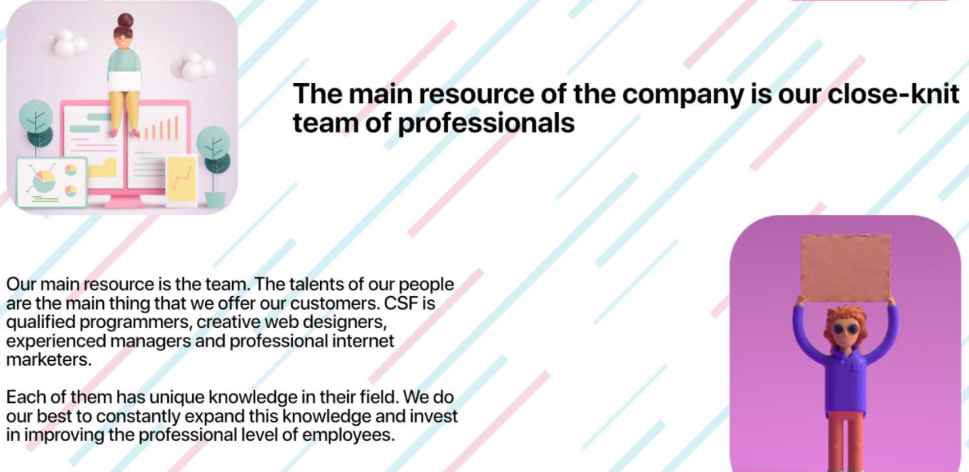 The main resource of the company is our close-knit
team of professionals
Our main resource is the team. The talents of our people
are the main thing that we offer our customers. CSF is
qualified programmers, creative web designers,
experienced managers and professional internet
marketers.
Each of them has unique knowledge in their field. We do
our best to constantly expand this knowledge and invest
in improving the professional level of employees.